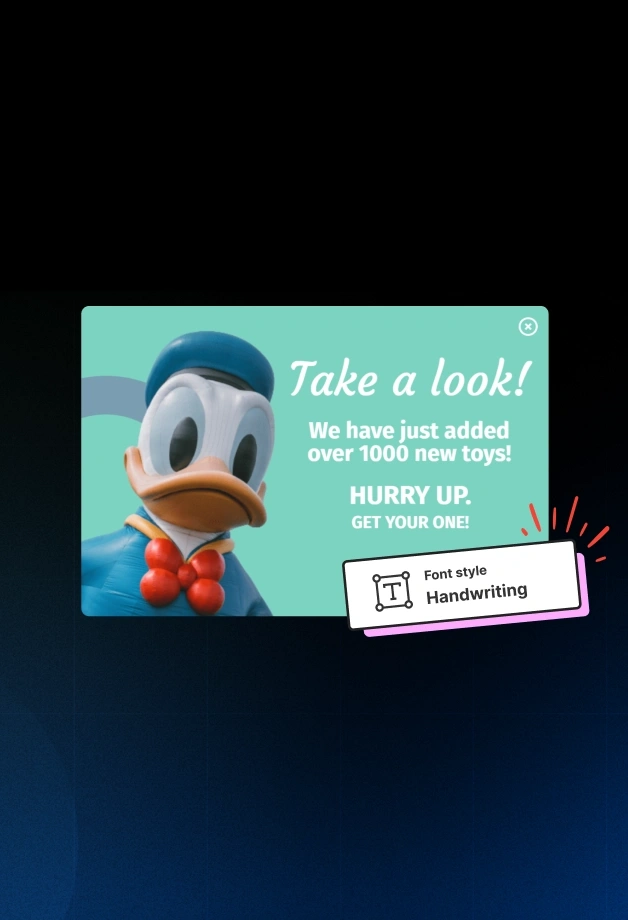 Take a look!
We have just added
over 1000 new toys!
HURRY UP.
GET YOUR ONE!
Font style
Handwriting